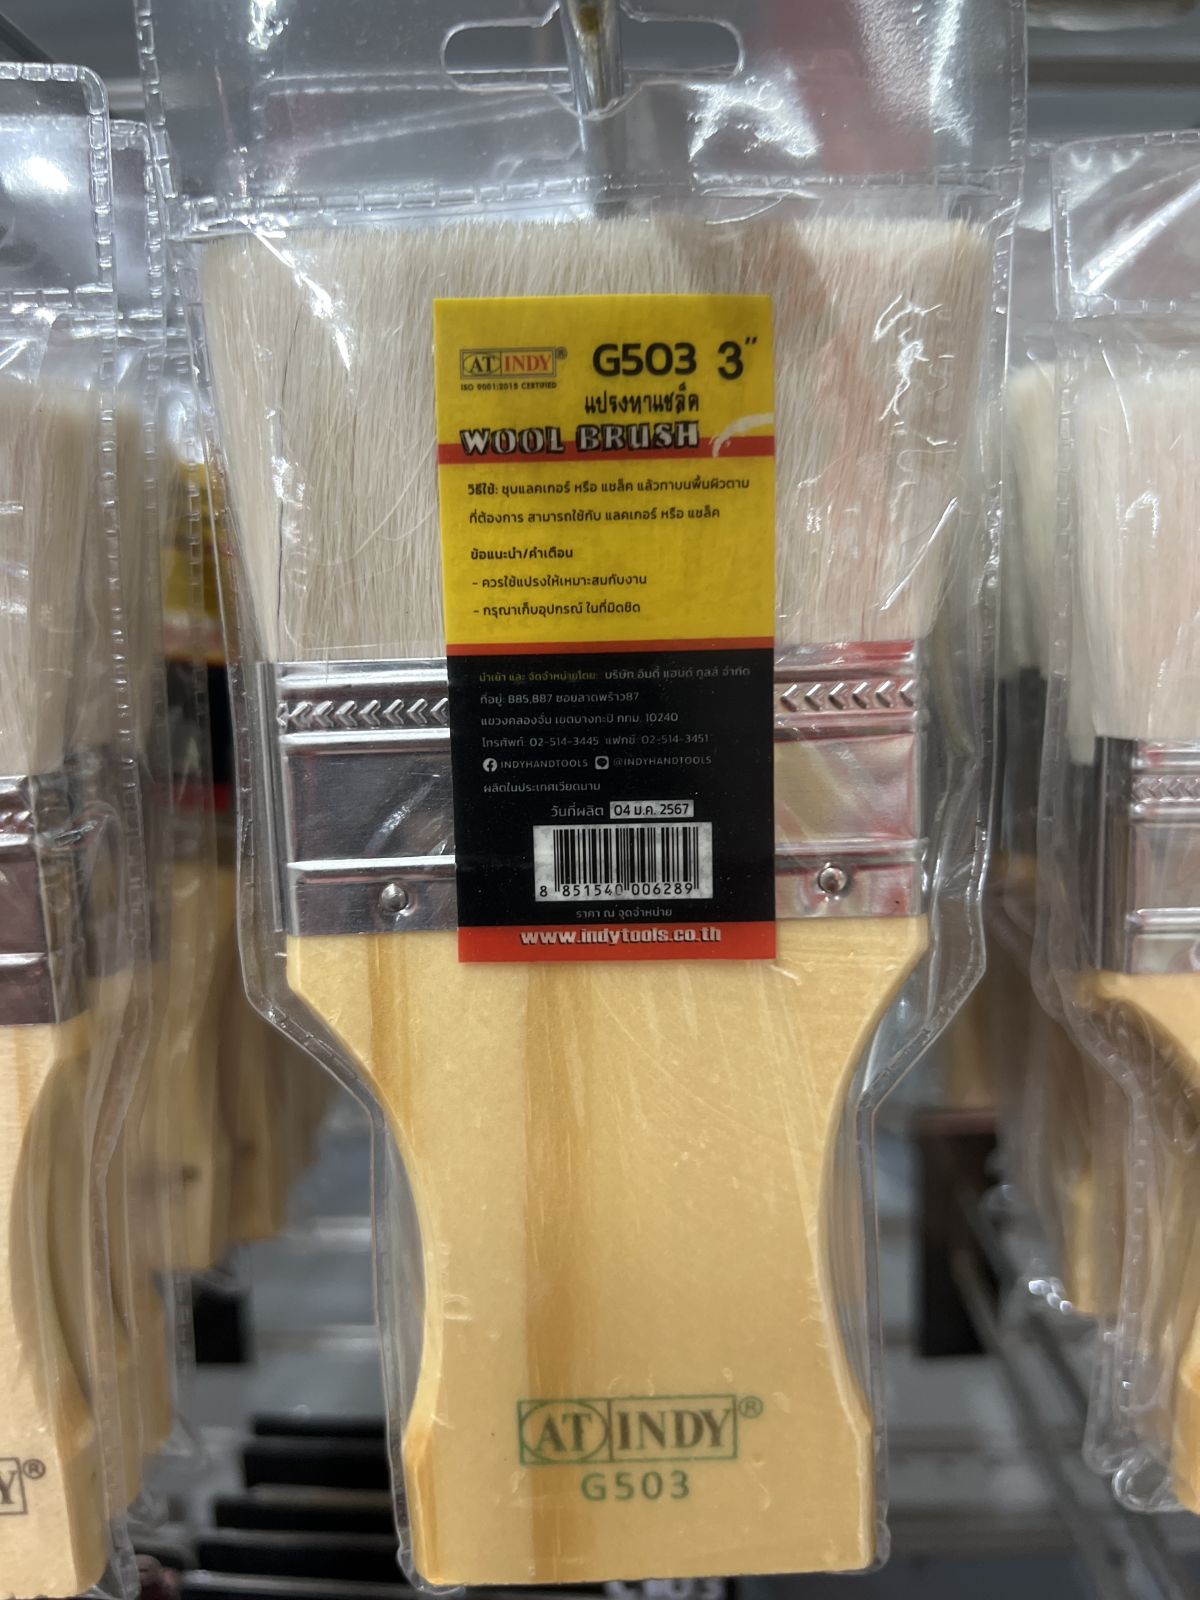 AT INDY®
ISO 9001:2015 CERTIFIED
G503 3"
แปรงทาแชล็ค
WOOL BRUSH
วิธีใช้: ชุบแลคเกอร์ หรือ แชล็ค แล้วทาบนพื้นผิวตาม
ที่ต้องการ สามารถใช้กับ แลคเกอร์ หรือ แชล็ค
ข้อแนะนำ/คำเตือน
- ควรใช้แปรงให้เหมาะสมกับงาน
- กรุณาเก็บอุปกรณ์ ในที่มิดชิด
นำเข้า และ จัดจำหน่ายโดย: บริษัท อินดี้ แฮนด์ ทูลส์ จำกัด
ที่อยู่: 885,887 ซอยลาดพร้าว87
แขวงคลองจั่น เขตบางกะปิ กทม. 10240
โทรศัพท์: 02-514-3445 แฟกซ์: 02-514-3451
INDYHANDTOOLS @INDYHANDTOOLS
ผลิตในประเทศเวียดนาม
วันที่ผลิต 04 ม.ค. 2567
8 851540 006289
ราคา ณ จุดจำหน่าย
www.indytools.co.th
AT INDY®
G503
Y®